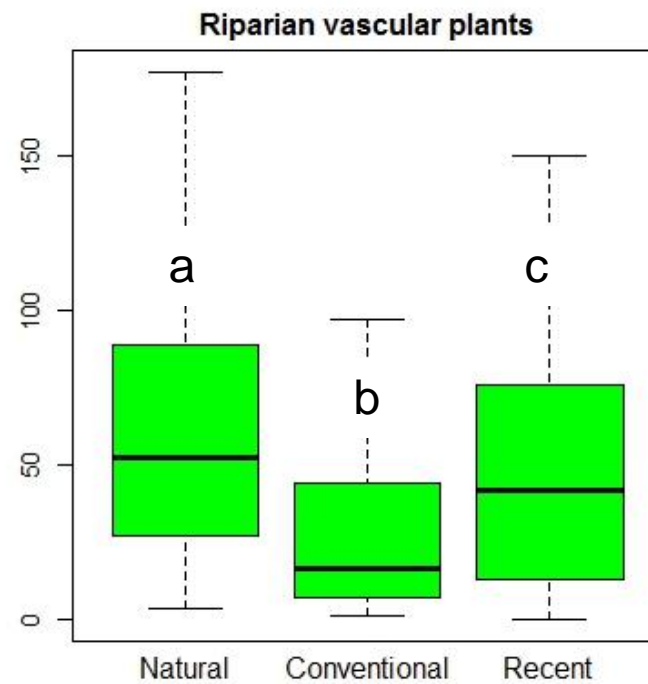 Riparian vascular plants
150
100
50
0
a
b
c
Natural Conventional Recent